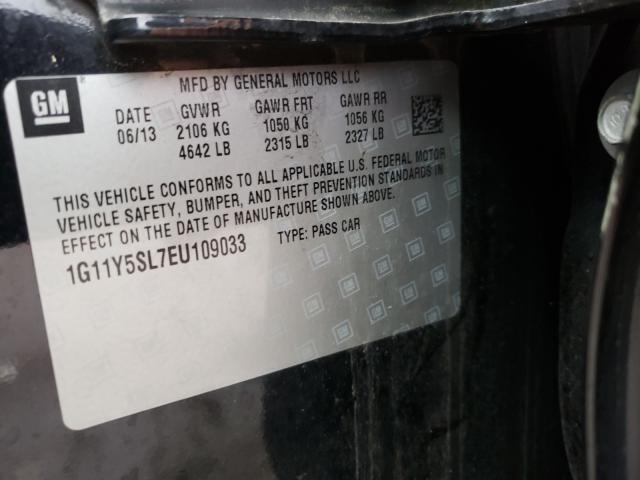 GM
MFD BY GENERAL MOTORS LLC
DATE GVWR GAWR FRT GAWR RR
06/13 2106 KG 1050 KG 1056 KG
4642 LB 2315 LB 2327 LB
THIS VEHICLE CONFORMS TO ALL APPLICABLE U.S. FEDERAL MOTOR
VEHICLE SAFETY, BUMPER, AND THEFT PREVENTION STANDARDS IN
EFFECT ON THE DATE OF MANUFACTURE SHOWN ABOVE.
1G11Y5SL7EU109033 TYPE: PASS CAR